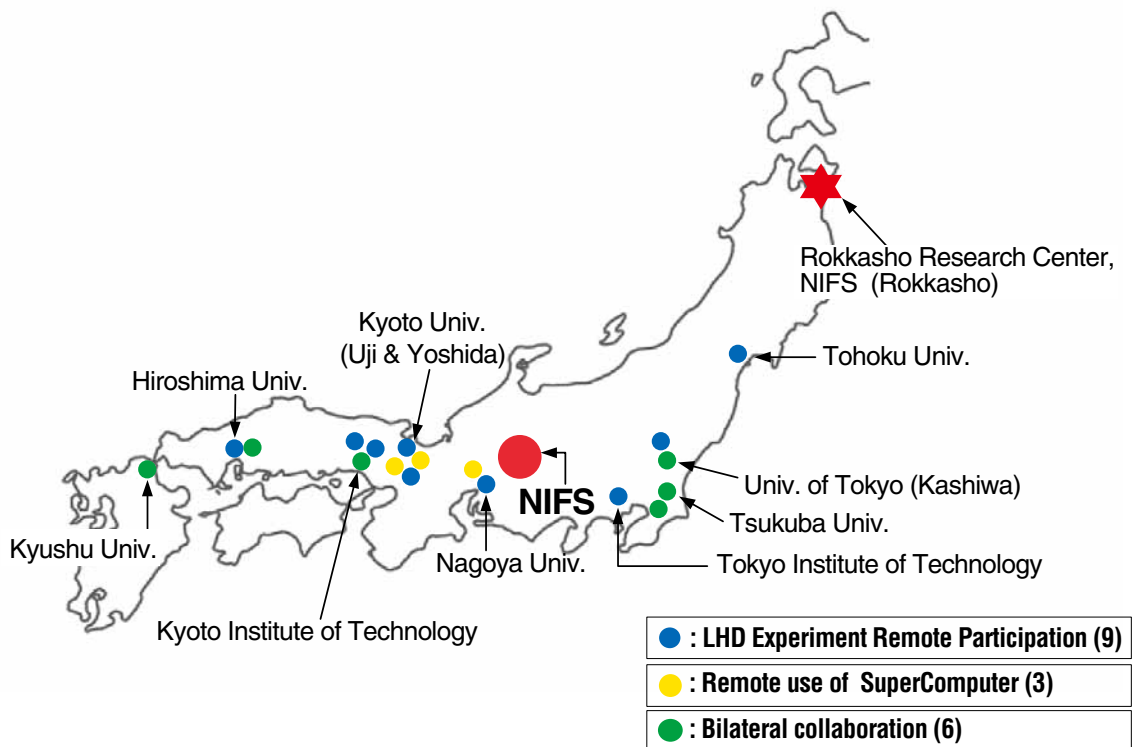 Rokkasho Research Center,
NIFS (Rokkasho)
Kyoto Univ.
(Uji & Yoshida)
Tohoku Univ.
Hiroshima Univ.
Univ. of Tokyo (Kashiwa)
NIFS
Tsukuba Univ.
Kyushu Univ.
Nagoya Univ.
Tokyo Institute of Technology
Kyoto Institute of Technology
: LHD Experiment Remote Participation (9)
: Remote use of SuperComputer (3)
: Bilateral collaboration (6)